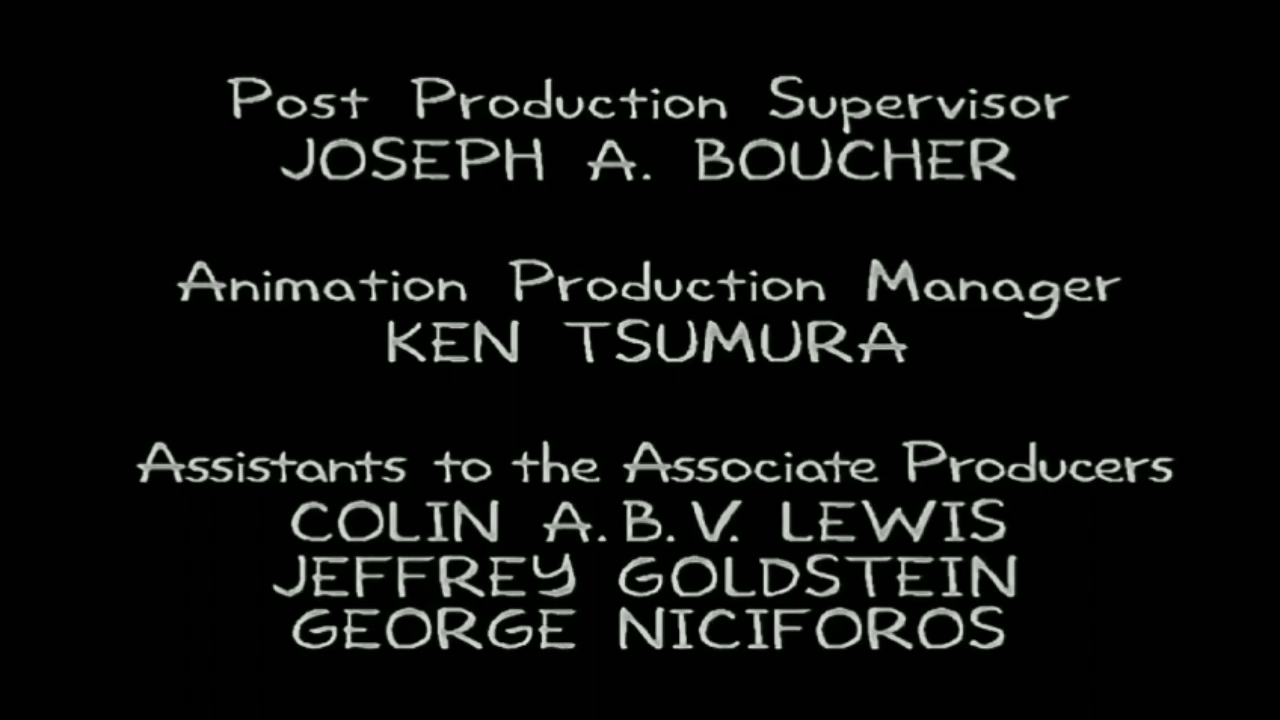 Post Production Supervisor
JOSEPH A. BOUCHER
Animation Production Manager
KEN TSUMURA
Assistants to the Associate Producers
COLIN A.B.V. LEWIS
JEFFREY GOLDSTEIN
GEORGE NICIFOROS